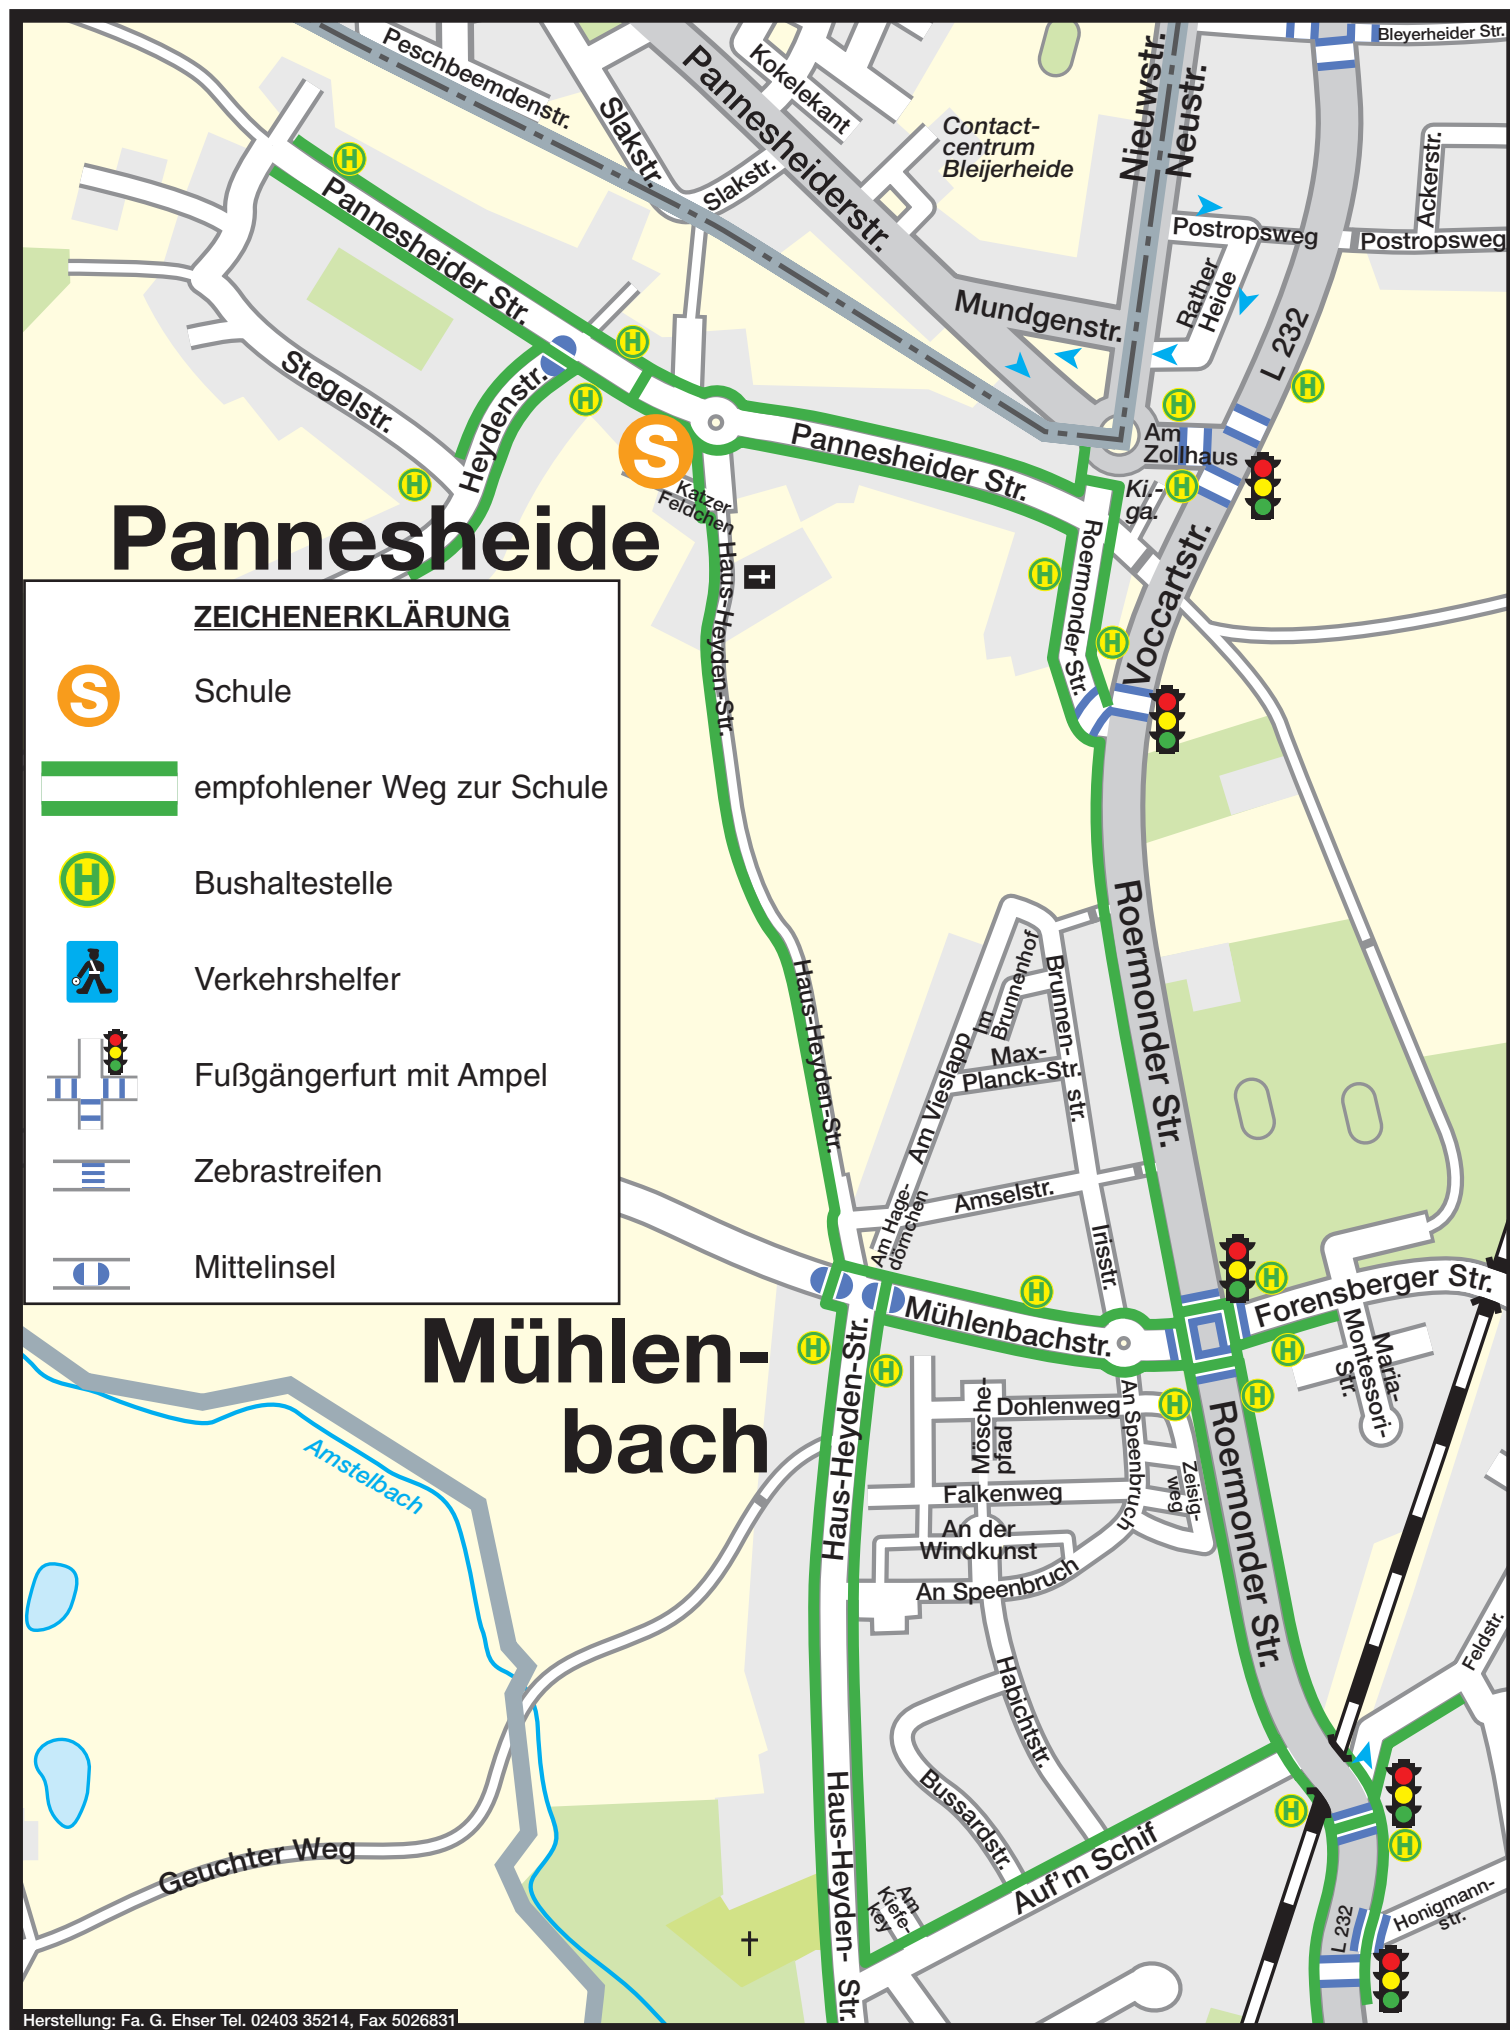 Bleyerheider Str.
Peschbeemdenstr.
Kokelekant
Pannesheiderstr.
Slakstr.
Slakstr.
Contact-
centrum
Bleijerheide
Nieuwstr.
Neustr.
Ackerstr.
Postropsweg
Postropsweg
Rather
Heide
Mundgenstr.
L 232
H
Pannesheider Str.
H
H
H
H
Stegelstr.
Heydenstr.
H
S
Katzer
Feldchen
Pannesheider Str.
Am
Zollhaus
H
Ki.-
ga.
H
Pannesheide
Haus-Heyden-Str.
Roermonder Str.
H
H
Voccartstr.
ZEICHENERKLÄRUNG
S
Schule
empfohlener Weg zur Schule
H
Bushaltestelle
Verkehrshelfer
Fußgängerfurt mit Ampel
Zebrastreifen
Mittelinsel
Roermonder Str.
Haus-Heyden-Str.
Am Vieslapp
Im
Brunnenhof
Brunnen-
str.
Max-
Planck-Str.
Amselstr.
Am Hage-
dörnchen
Irisstr.
H
H
Forensberger Str.
Mühlenbachstr.
Mühlen-
bach
H
H
H
H
H
Maria-
Montessori-
Str.
Haus-Heyden-Str.
Dohlenweg
Mösche-
pfad
An Speenbruch
Zeisig-
weg
Roermonder Str.
Falkenweg
An der
Windkunst
An Speenbruch
Amstelbach
Habichtstr.
Feldstr.
Bussardstr.
Haus-Heyden- Str.
H
H
Auf'm Schif
Am
Kiefe-
key
Geuchter Weg
L 232
Honigmann-
str.
Herstellung: Fa. G. Ehser Tel. 02403 35214, Fax 5026831